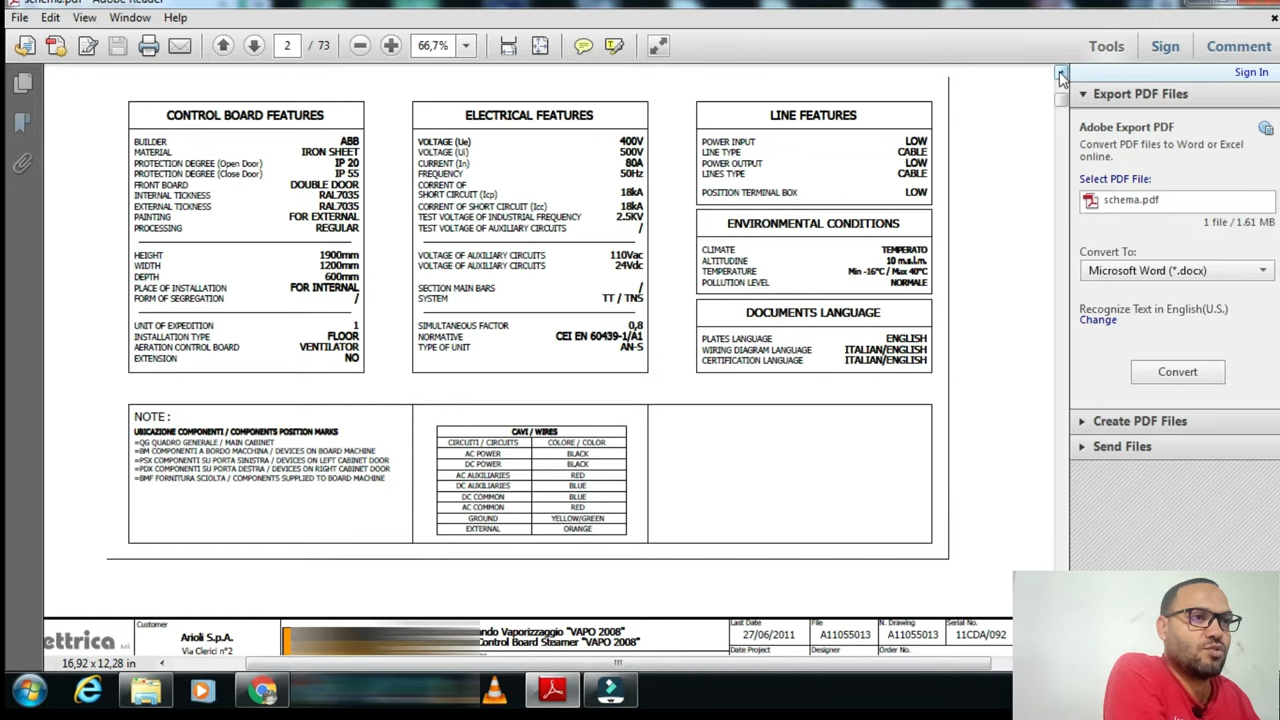 File Edit View Window Help
2 / 73 66,7% Tools Sign Comment
Sign In
Export PDF Files
Adobe Export PDF
Convert PDF files to Word or Excel
online.
Select PDF File:
schema.pdf
1 file / 1.61 MB
Convert To:
Microsoft Word (*.docx)
Recognize Text in English(U.S.)
Change
Convert
Create PDF Files
Send Files
CONTROL BOARD FEATURES
BUILDER ABB
MATERIAL IRON SHEET
PROTECTION DEGREE (Open Door) IP 20
PROTECTION DEGREE (Close Door) IP 55
FRONT BOARD DOUBLE DOOR
INTERNAL TICKNESS RAL7035
EXTERNAL TICKNESS RAL7035
PAINTING FOR EXTERNAL
PROCESSING REGULAR
HEIGHT 1900mm
WIDTH 1200mm
DEPTH 600mm
PLACE OF INSTALLATION FOR INTERNAL
FORM OF SEGREGATION /
UNIT OF EXPEDITION 1
INSTALLATION TYPE FLOOR
AERATION CONTROL BOARD VENTILATOR
EXTENSION NO
ELECTRICAL FEATURES
VOLTAGE (Ue) 400V
VOLTAGE (Ui) 500V
CURRENT (In) 80A
FREQUENCY 50Hz
CORRENT OF
SHORT CIRCUIT (Icp) 18kA
CORRENT OF SHORT CIRCUIT (Icc) 18kA
TEST VOLTAGE OF INDUSTRIAL FREQUENCY 2.5KV
TEST VOLTAGE OF AUXILIARY CIRCUITS /
VOLTAGE OF AUXILIARY CIRCUITS 110Vac
VOLTAGE OF AUXILIARY CIRCUITS 24Vdc
SECTION MAIN BARS /
SYSTEM TT / TNS
SIMULTANEOUS FACTOR 0,8
NORMATIVE CEI EN 60439-1/A1
TYPE OF UNIT AN-S
LINE FEATURES
POWER INPUT LOW
LINE TYPE CABLE
POWER OUTPUT LOW
LINES TYPE CABLE
POSITION TERMINAL BOX LOW
ENVIRONMENTAL CONDITIONS
CLIMATE TEMPERATO
ALTITUDINE 10 m.s.l.m.
TEMPERATURE Min -16°C / Max 40°C
POLLUTION LEVEL NORMALE
DOCUMENTS LANGUAGE
PLATES LANGUAGE ENGLISH
WIRING DIAGRAM LANGUAGE ITALIAN/ENGLISH
CERTIFICATION LANGUAGE ITALIAN/ENGLISH
NOTE :
UBICAZIONE COMPONENTI / COMPONENTS POSITION MARKS
=QG QUADRO GENERALE / MAIN CABINET
=BM COMPONENTI A BORDO MACCHINA / DEVICES ON BOARD MACHINE
=PSX COMPONENTI SU PORTA SINISTRA / DEVICES ON LEFT CABINET DOOR
=PDX COMPONENTI SU PORTA DESTRA / DEVICES ON RIGHT CABINET DOOR
=BMF FORNITURA SCIOLTA / COMPONENTS SUPPLIED TO BOARD MACHINE
CAVI / WIRES
CIRCUITI / CIRCUITS COLORE / COLOR
AC POWER BLACK
DC POWER BLACK
AC AUXILIARIES RED
DC AUXILIARIES BLUE
DC COMMON BLUE
AC COMMON RED
GROUND YELLOW/GREEN
EXTERNAL ORANGE
ettrica
Customer
Arioli S.p.A.
Via Clerici n°2
ando Vaporizzaggio "VAPO 2008"
Control Board Steamer "VAPO 2008"
Last Date File N. Drawing Serial No.
27/06/2011 A11055013 A11055013 11CDA/092
Date Project Designer Order No.
16,92 x 12,28 in